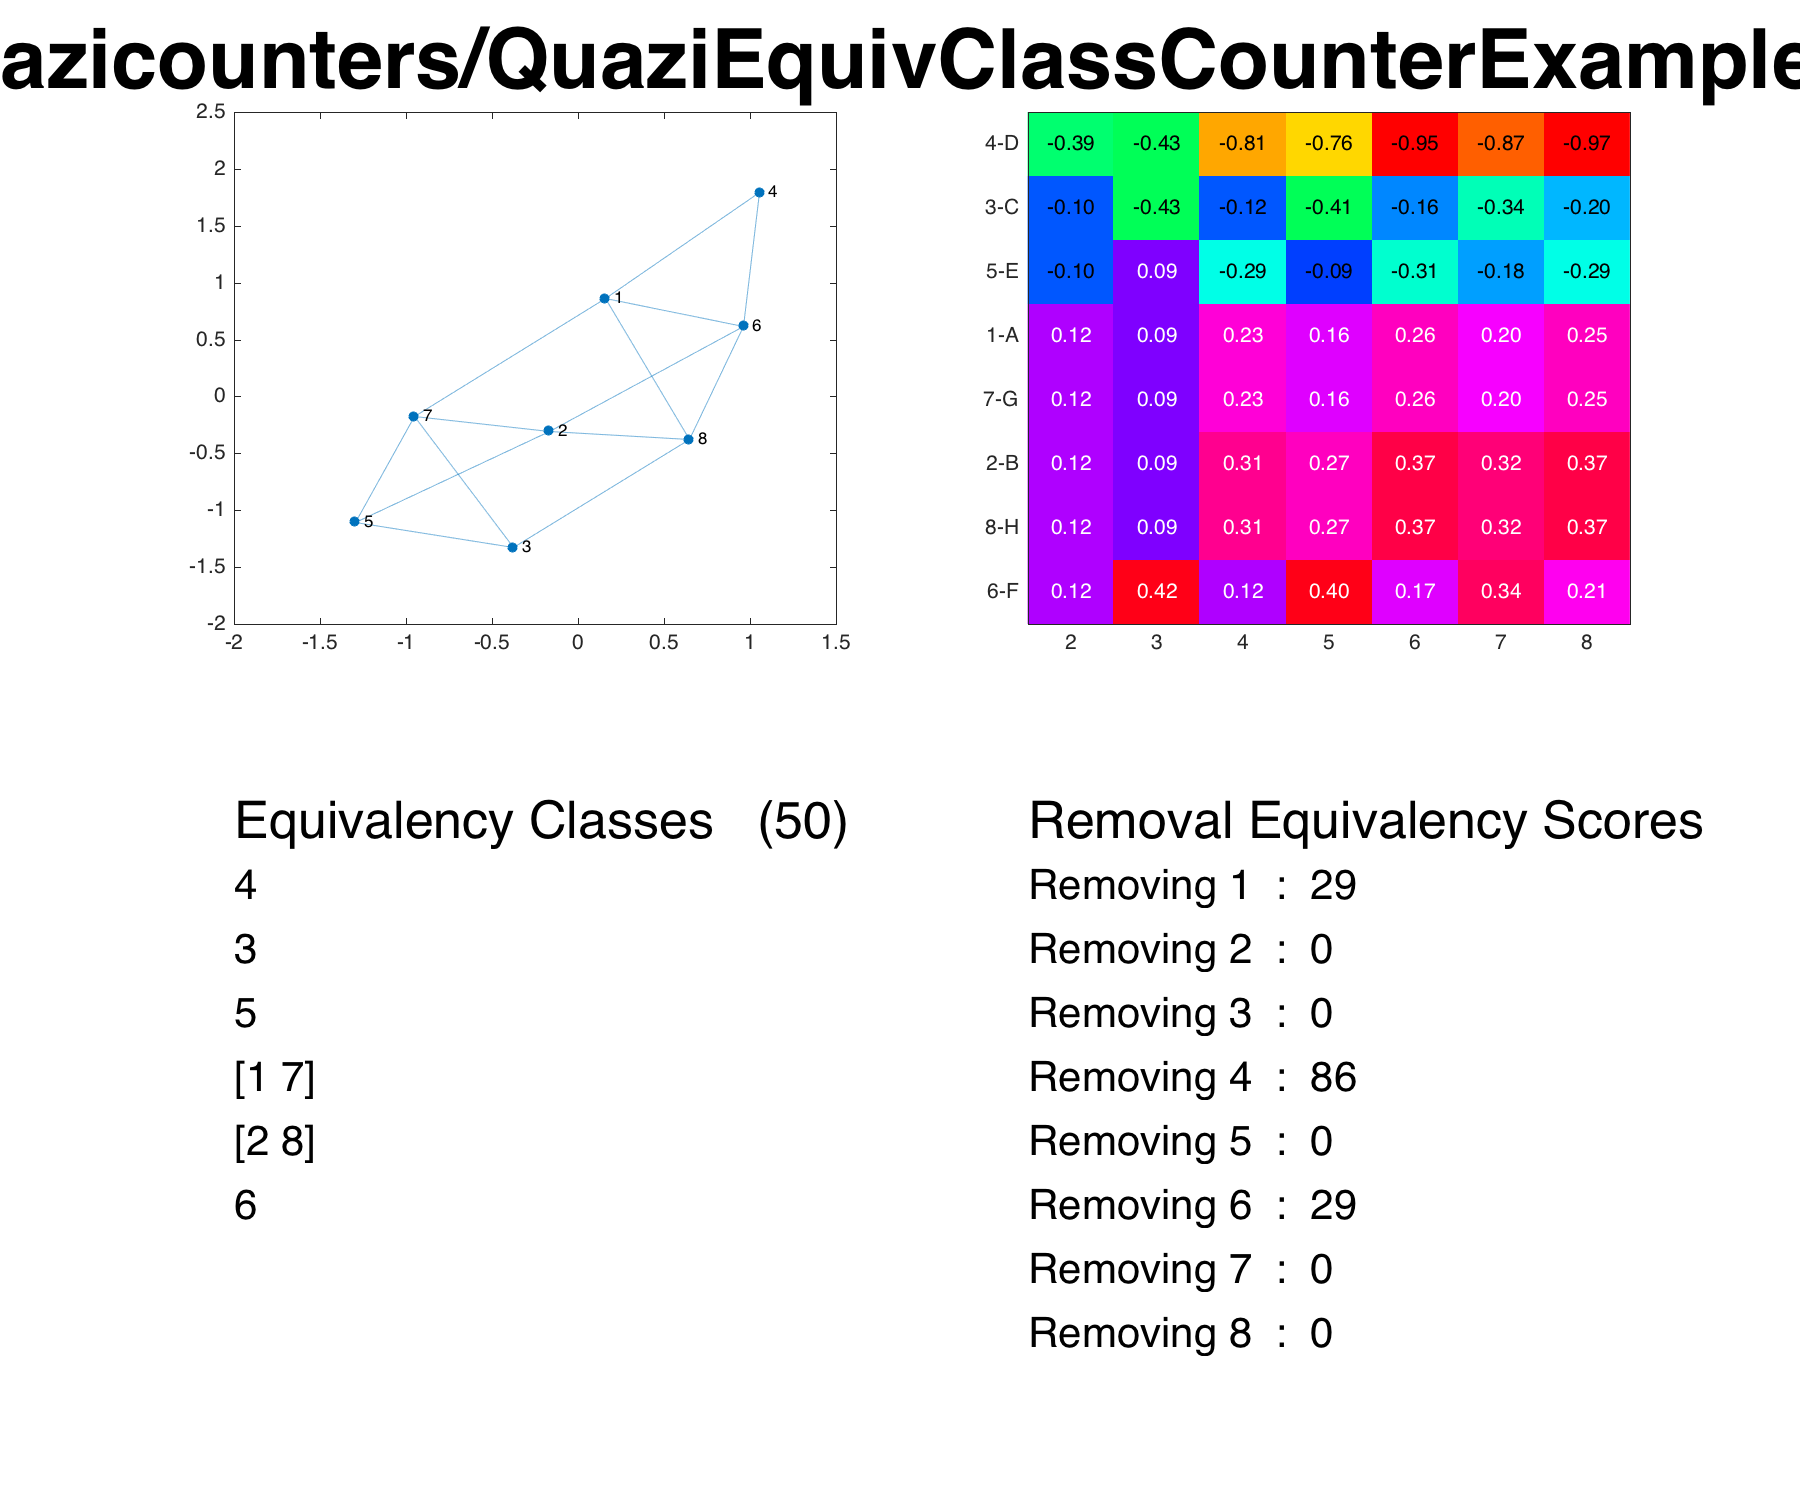 azicounters/QuaziEquivClassCounterExample
2.5
2
1.5
1
0.5
0
-0.5
-1
-1.5
-2
-2 -1.5 -1 -0.5 0 0.5 1 1.5
4
1
6
7
2
8
5
3
4-D -0.39 -0.43 -0.81 -0.76 -0.95 -0.87 -0.97
3-C -0.10 -0.43 -0.12 -0.41 -0.16 -0.34 -0.20
5-E -0.10 0.09 -0.29 -0.09 -0.31 -0.18 -0.29
1-A 0.12 0.09 0.23 0.16 0.26 0.20 0.25
7-G 0.12 0.09 0.23 0.16 0.26 0.20 0.25
2-B 0.12 0.09 0.31 0.27 0.37 0.32 0.37
8-H 0.12 0.09 0.31 0.27 0.37 0.32 0.37
6-F 0.12 0.42 0.12 0.40 0.17 0.34 0.21
2 3 4 5 6 7 8
Equivalency Classes (50)
4
3
5
[1 7]
[2 8]
6
Removal Equivalency Scores
Removing 1 : 29
Removing 2 : 0
Removing 3 : 0
Removing 4 : 86
Removing 5 : 0
Removing 6 : 29
Removing 7 : 0
Removing 8 : 0